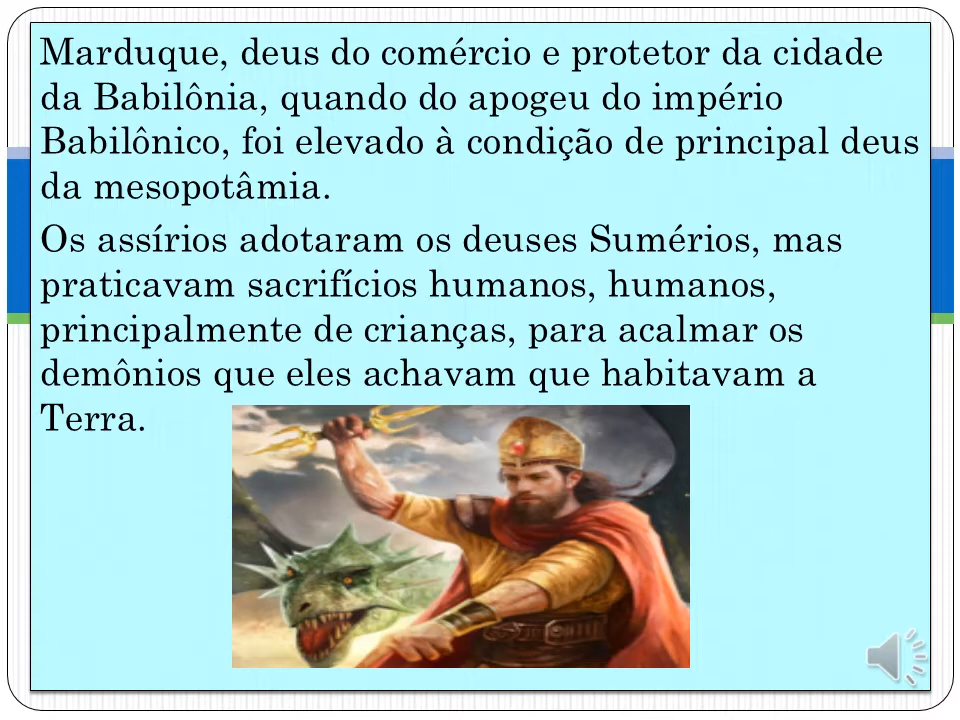 Marduque, deus do comércio e protetor da cidade
da Babilônia, quando do apogeu do império
Babilônico, foi elevado à condição de principal deus
da mesopotâmia.
Os assírios adotaram os deuses Sumérios, mas
praticavam sacrifícios humanos, humanos,
principalmente de crianças, para acalmar os
demônios que eles achavam que habitavam a
Terra.